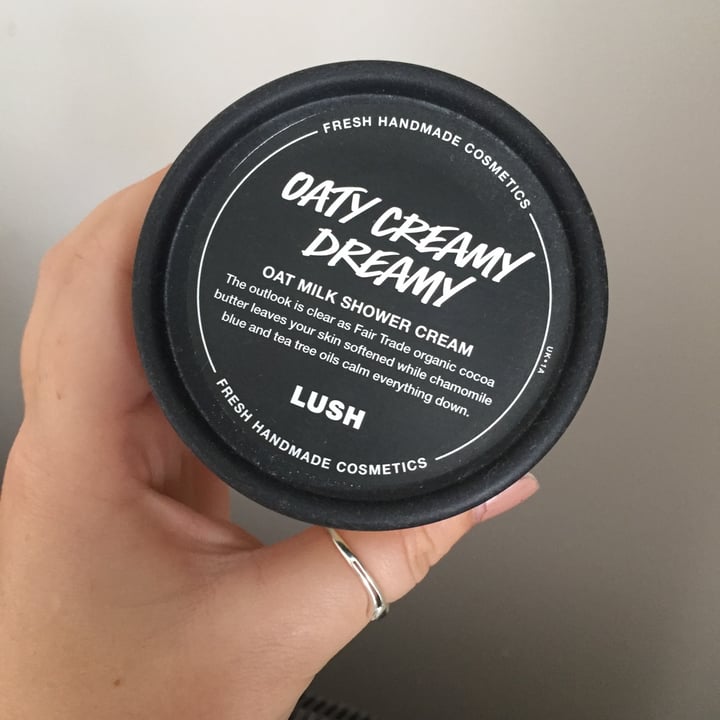 FRESH HANDMADE COSMETICS
OATY CREAMY
DREAMY
OAT MILK SHOWER CREAM
The outlook is clear as Fair Trade organic cocoa
butter leaves your skin softened while chamomile
blue and tea tree oils calm everything down.
UK+1A
LUSH
FRESH HANDMADE COSMETICS